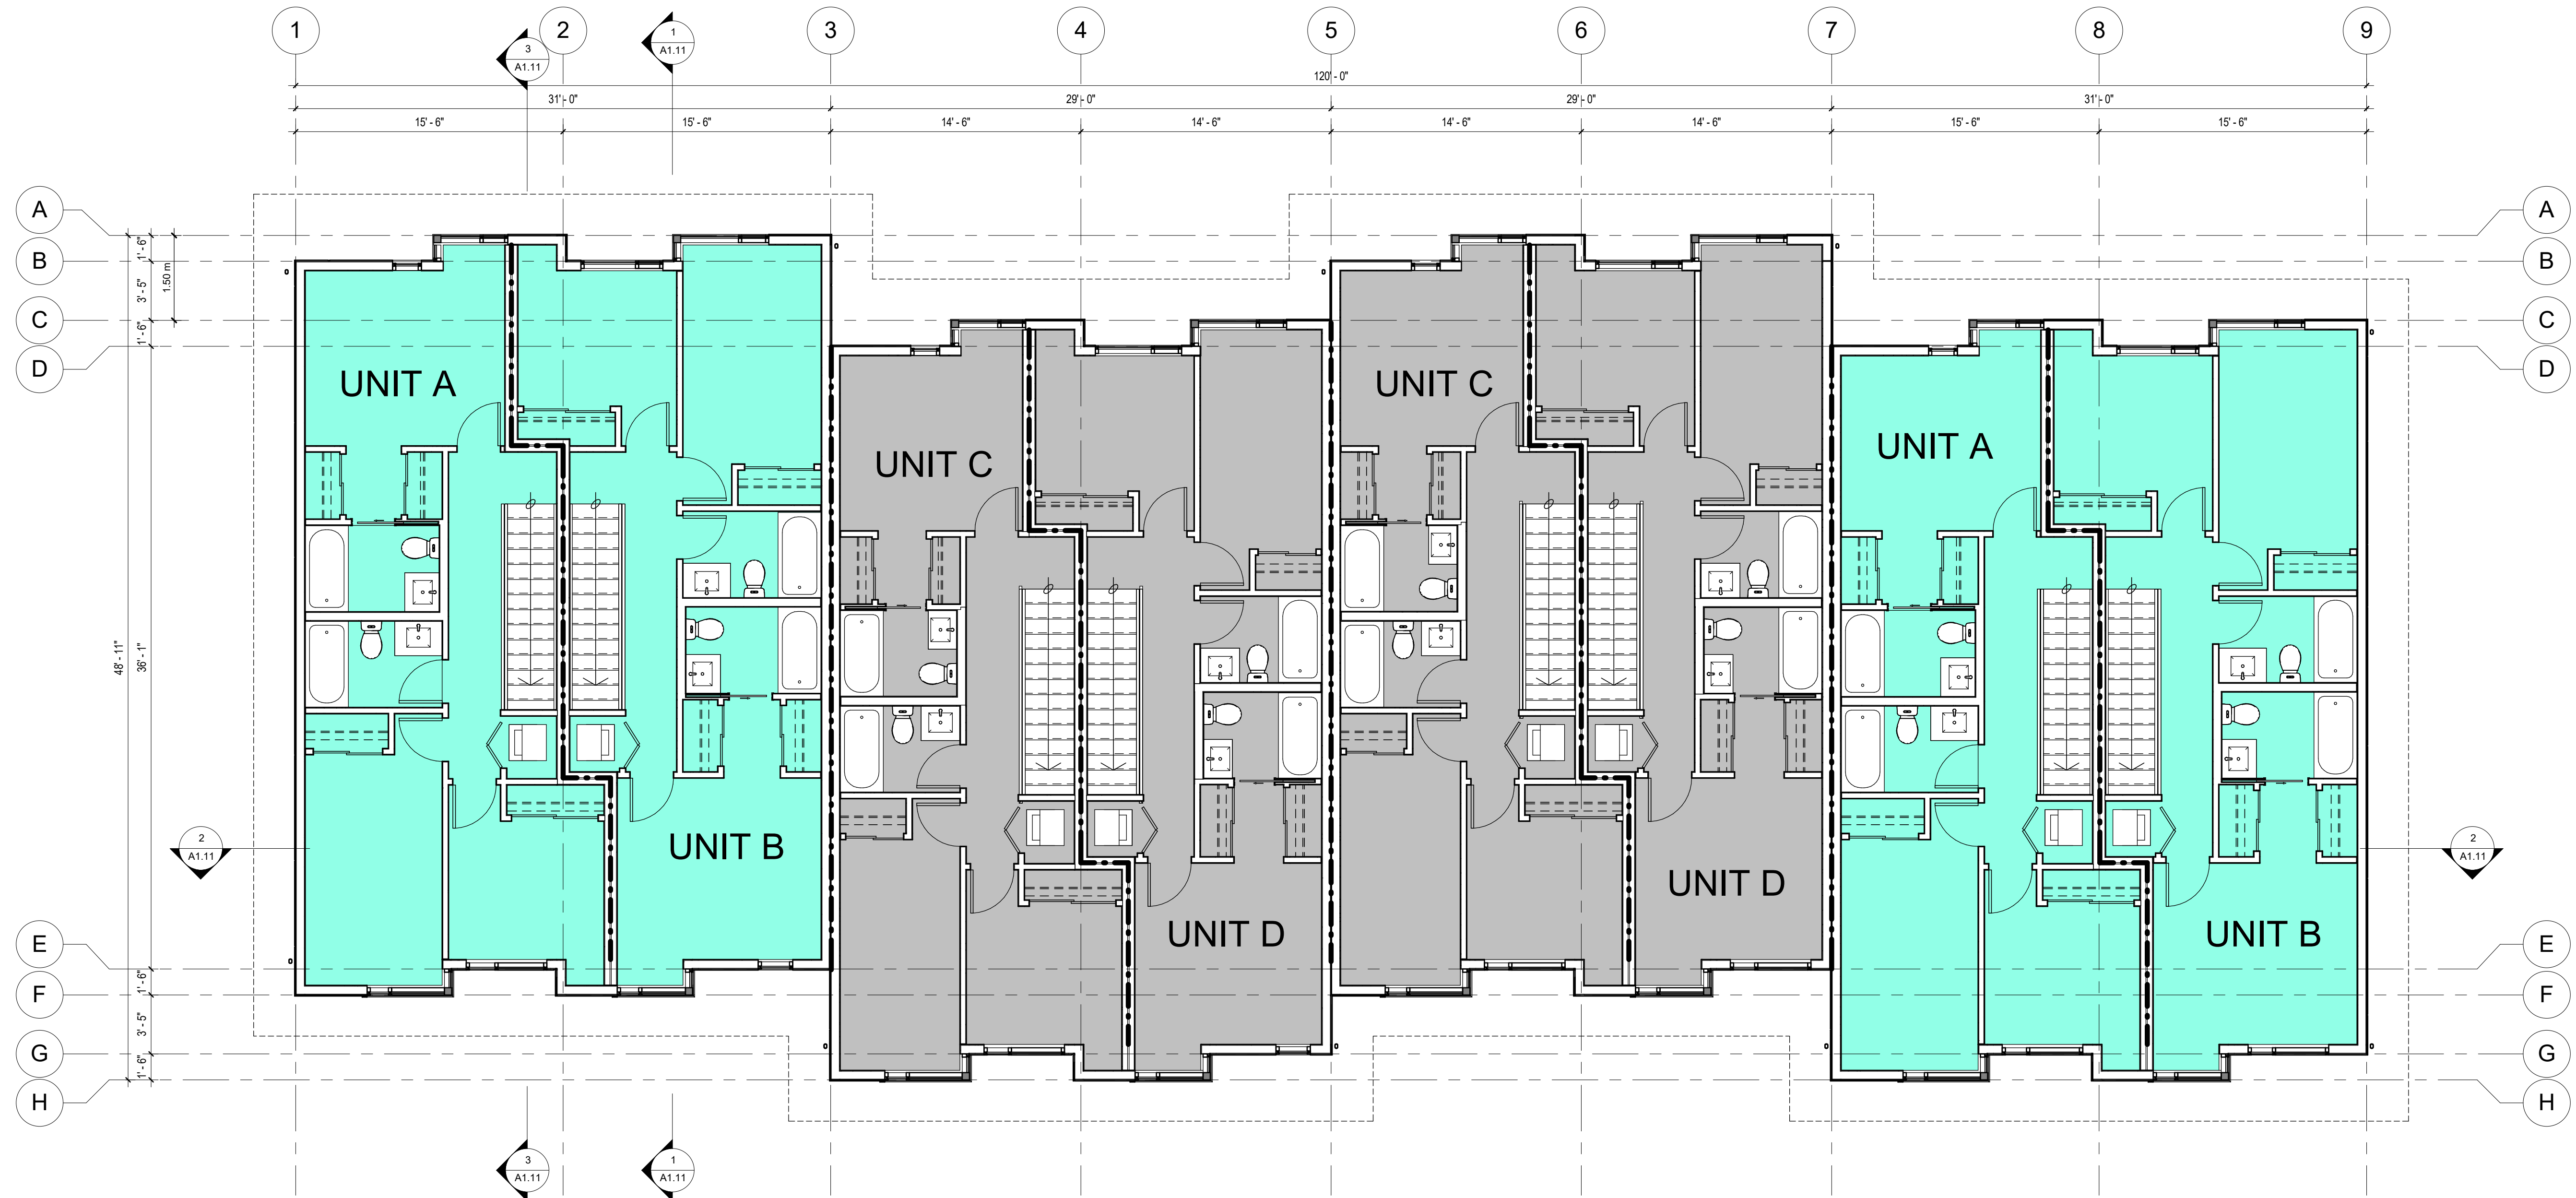 1 2 3 4 5 6 7 8 9
3 A1.11
1 A1.11
120' - 0"
31' - 0" 29' - 0" 29' - 0" 31' - 0"
15' - 6" 15' - 6" 14' - 6" 14' - 6" 14' - 6" 14' - 6" 15' - 6" 15' - 6"
A A
B B
C C
D D
1' - 6"
3' - 5"
1' - 6"
1.50 m
UNIT A UNIT C UNIT C UNIT A
48' - 11"
36' - 1"
UNIT B UNIT D UNIT D UNIT B
2 A1.11
2 A1.11
E E
F F
G G
H H
1' - 6"
3' - 5"
1' - 6"
3 A1.11
1 A1.11